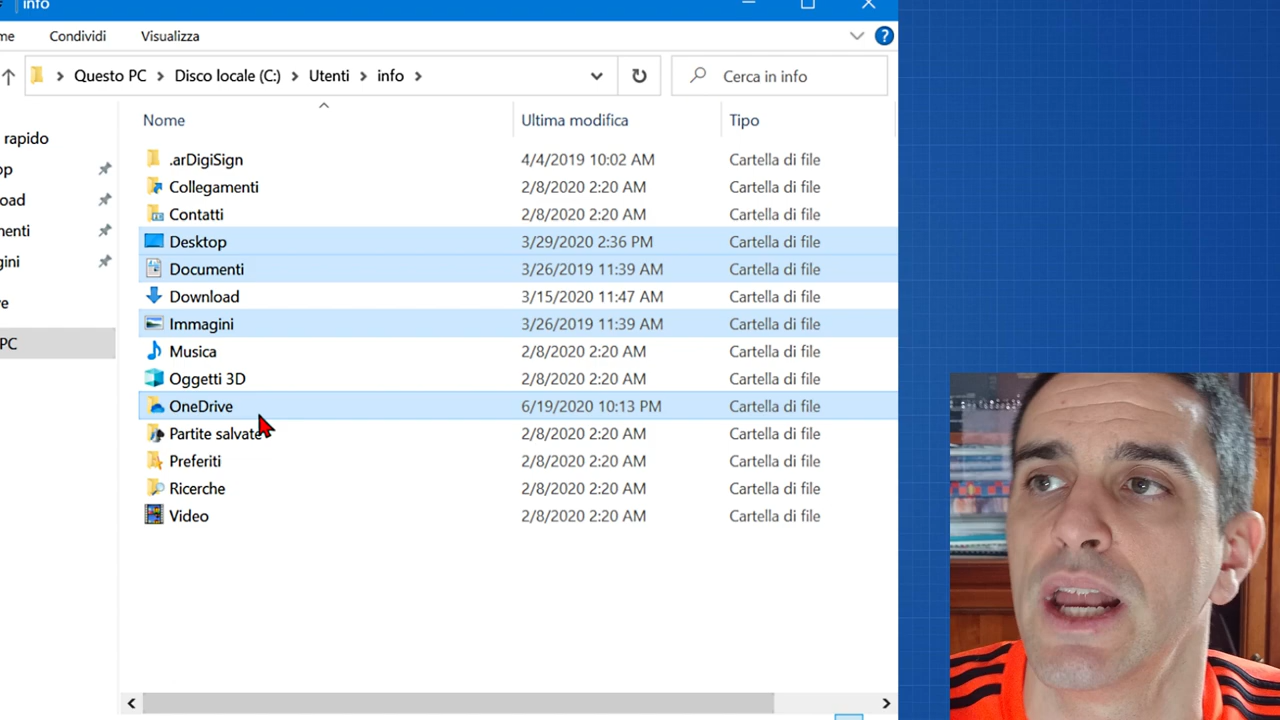 info
me Condividi Visualizza
Questo PC Disco locale (C:) Utenti info Cerca in info
Nome Ultima modifica Tipo
.arDigiSign 4/4/2019 10:02 AM Cartella di file
Collegamenti 2/8/2020 2:20 AM Cartella di file
Contatti 2/8/2020 2:20 AM Cartella di file
Desktop 3/29/2020 2:36 PM Cartella di file
Documenti 3/26/2019 11:39 AM Cartella di file
Download 3/15/2020 11:47 AM Cartella di file
Immagini 3/26/2019 11:39 AM Cartella di file
Musica 2/8/2020 2:20 AM Cartella di file
Oggetti 3D 2/8/2020 2:20 AM Cartella di file
OneDrive 6/19/2020 10:13 PM Cartella di file
Partite salvate 2/8/2020 2:20 AM Cartella di file
Preferiti 2/8/2020 2:20 AM Cartella di file
Ricerche 2/8/2020 2:20 AM Cartella di file
Video 2/8/2020 2:20 AM Cartella di file
rapido
op
oad
nenti
gini
e
PC